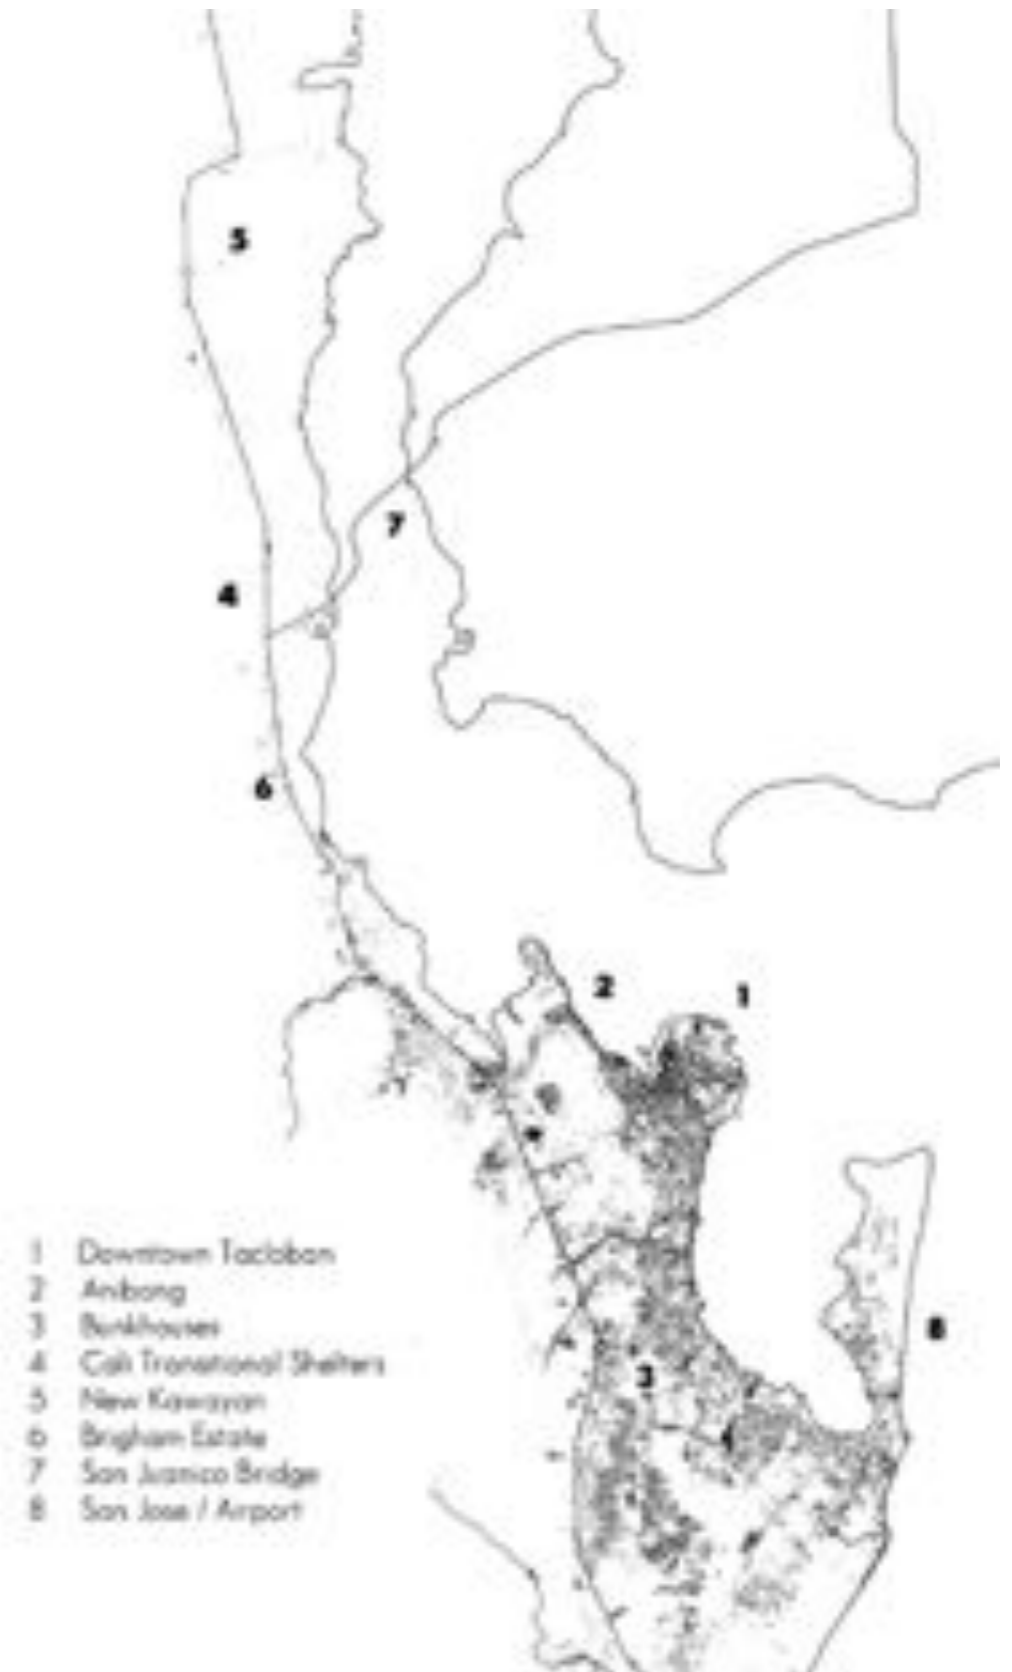 5
7
4
6
2
1
8
3
1 Downtown Tacloban
2 Anibong
3 Bunkhouses
4 Cali Transitional Shelters
5 New Kawayan
6 Brigham Estate
7 San Juanico Bridge
8 San Jose / Airport